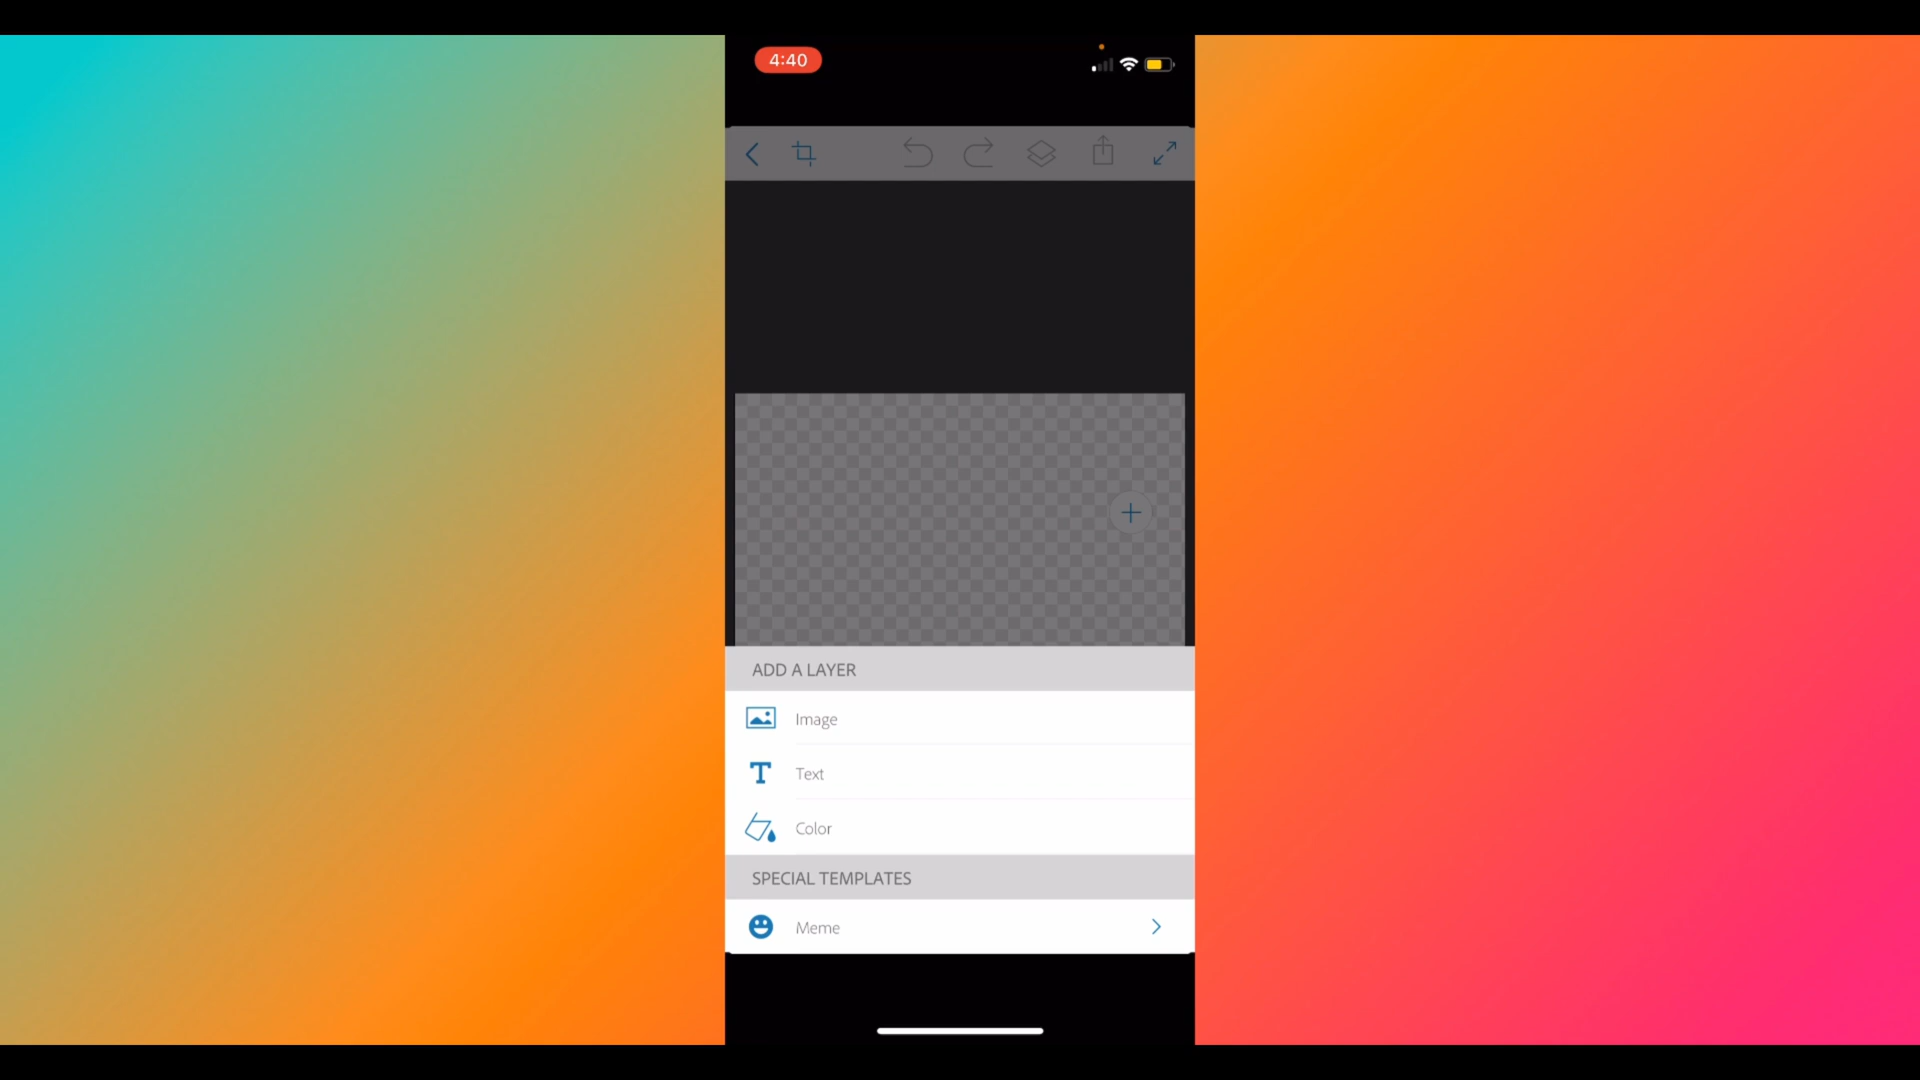 4:40
ADD A LAYER
Image
Text
Color
SPECIAL TEMPLATES
Meme